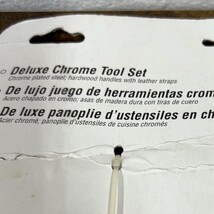 Deluxe Chrome Tool Set
Chrome plated steel, hardwood handles with leather straps
De lujo juego de herramientas crom
Acero chapado en cromo, asas de madera dura con tiras de cuero
De luxe panoplie d'ustensiles en ch
Acier chromé, panoplie d'ustensiles de cuisine chromés